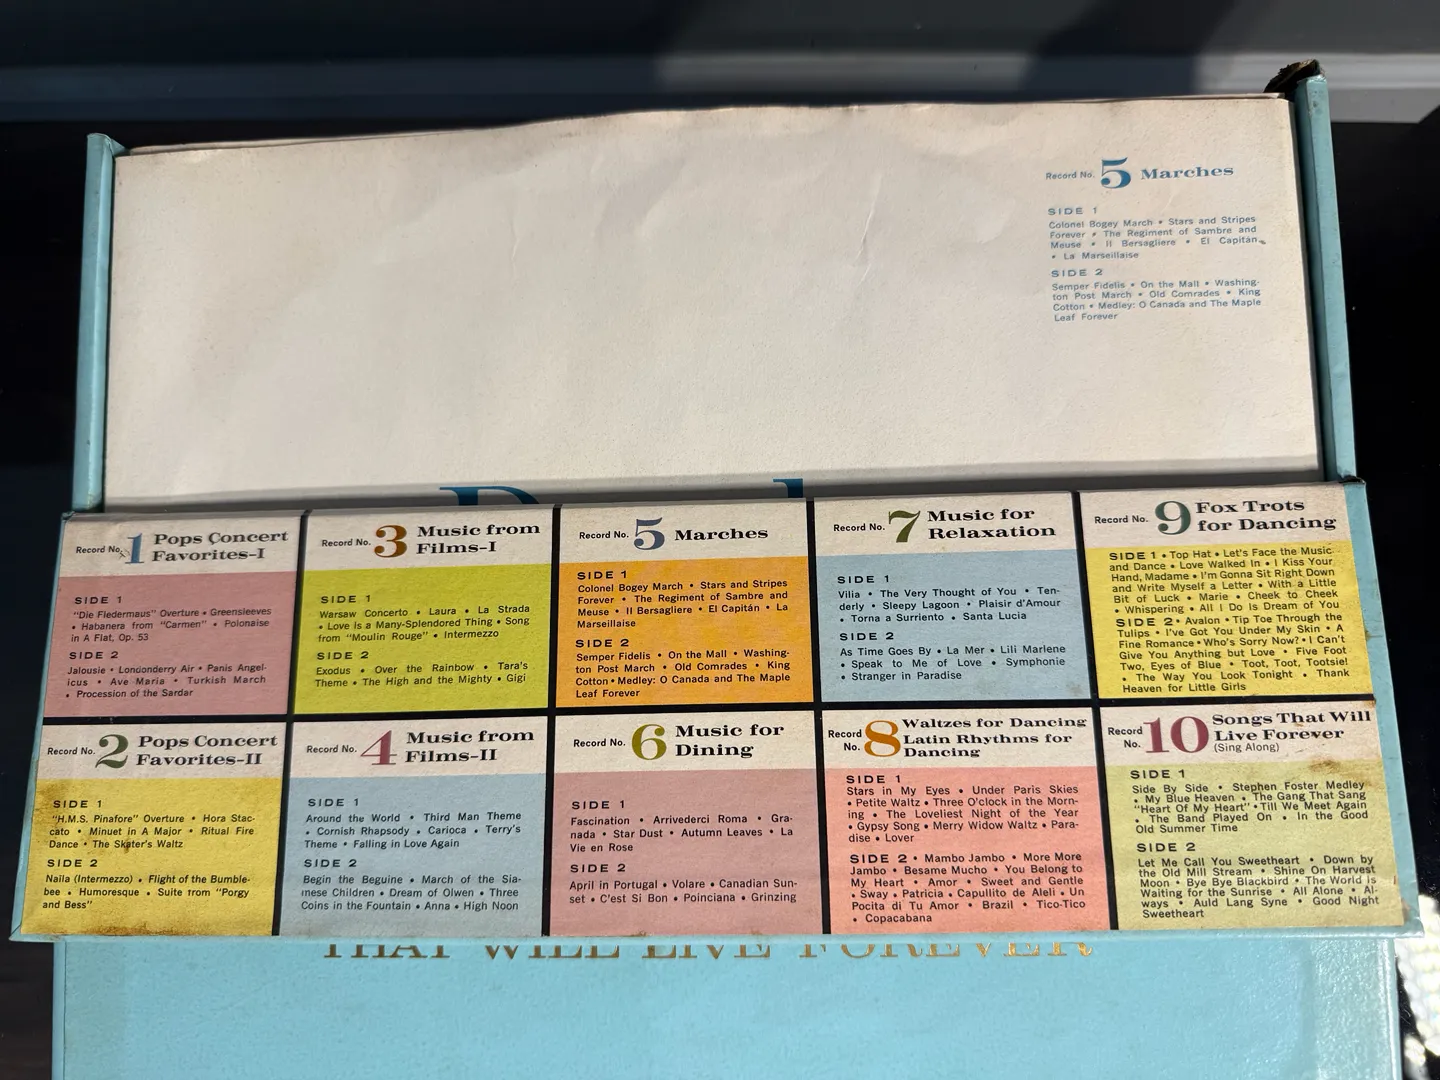 Record No. 5 Marches
SIDE 1
Colonel Bogey March • Stars and Stripes
Forever • The Regiment of Sambre and
Meuse • Il Bersagliere • El Capitán
• La Marseillaise
SIDE 2
Semper Fidelis • On the Mall • Washing-
ton Post March • Old Comrades • King
Cotton • Medley: O Canada and The Maple
Leaf Forever
Record No. 1 Pops Concert
Favorites-I
SIDE 1
"Die Fledermaus" Overture • Greensleeves
• Habanera from "Carmen" • Polonaise
in A Flat, Op. 53
SIDE 2
Jalousie • Londonderry Air • Panis Angel-
icus • Ave Maria • Turkish March
• Procession of the Sardar
Record No. 3 Music from
Films-I
SIDE 1
Warsaw Concerto • Laura • La Strada
• Love Is a Many-Splendored Thing • Song
from "Moulin Rouge" • Intermezzo
SIDE 2
Exodus • Over the Rainbow • Tara's
Theme • The High and the Mighty • Gigi
Record No. 5 Marches
SIDE 1
Colonel Bogey March • Stars and Stripes
Forever • The Regiment of Sambre and
Meuse • Il Bersagliere • El Capitán • La
Marseillaise
SIDE 2
Semper Fidelis • On the Mall • Washing-
ton Post March • Old Comrades • King
Cotton • Medley: O Canada and The Maple
Leaf Forever
Record No. 7 Music for
Relaxation
SIDE 1
Vilia • The Very Thought of You • Ten-
derly • Sleepy Lagoon • Plaisir d'Amour
• Torna a Surriento • Santa Lucia
SIDE 2
As Time Goes By • La Mer • Lili Marlene
• Speak to Me of Love • Symphonie
• Stranger in Paradise
Record No. 9 Fox Trots
for Dancing
SIDE 1 • Top Hat • Let's Face the Music
and Dance • Love Walked In • I Kiss Your
Hand, Madame • I'm Gonna Sit Right Down
and Write Myself a Letter • With a Little
Bit of Luck • Marie • Cheek to Cheek
• Whispering • All I Do Is Dream of You
SIDE 2 • Avalon • Tip Toe Through the
Tulips • I've Got You Under My Skin • A
Fine Romance • Who's Sorry Now? • I Can't
Give You Anything but Love • Five Foot
Two, Eyes of Blue • Toot, Toot, Tootsie!
• The Way You Look Tonight • Thank
Heaven for Little Girls
Record No. 2 Pops Concert
Favorites-II
SIDE 1
"H.M.S. Pinafore" Overture • Hora Stac-
cato • Minuet in A Major • Ritual Fire
Dance • The Skater's Waltz
SIDE 2
Naila (Intermezzo) • Flight of the Bumble-
bee • Humoresque • Suite from "Porgy
and Bess"
Record No. 4 Music from
Films-II
SIDE 1
Around the World • Third Man Theme
• Cornish Rhapsody • Carioca • Terry's
Theme • Falling in Love Again
SIDE 2
Begin the Beguine • March of the Sia-
mese Children • Dream of Olwen • Three
Coins in the Fountain • Anna • High Noon
Record No. 6 Music for
Dining
SIDE 1
Fascination • Arrivederci Roma • Gra-
nada • Star Dust • Autumn Leaves • La
Vie en Rose
SIDE 2
April in Portugal • Volare • Canadian Sun-
set • C'est Si Bon • Poinciana • Grinzing
Record No. 8 Waltzes for Dancing
Latin Rhythms for
Dancing
SIDE 1
Stars in My Eyes • Under Paris Skies
• Petite Waltz • Three O'clock in the Morn-
ing • The Loveliest Night of the Year
• Gypsy Song • Merry Widow Waltz • Para-
dise • Lover
SIDE 2 • Mambo Jambo • More More
Jambo • Besame Mucho • You Belong to
My Heart • Amor • Sweet and Gentle
• Sway • Patricia • Capullito de Aleli • Un
Pocita di Tu Amor • Brazil • Tico-Tico
• Copacabana
Record No. 10 Songs That Will
Live Forever
(Sing Along)
SIDE 1
Side By Side • Stephen Foster Medley
• My Blue Heaven • The Gang That Sang
"Heart Of My Heart" • Till We Meet Again
• The Band Played On • In the Good
Old Summer Time
SIDE 2
Let Me Call You Sweetheart • Down by
the Old Mill Stream • Shine On Harvest
Moon • Bye Bye Blackbird • The World Is
Waiting for the Sunrise • All Alone • Al-
ways • Auld Lang Syne • Good Night
Sweetheart
THAT WILL LIVE FOREVER